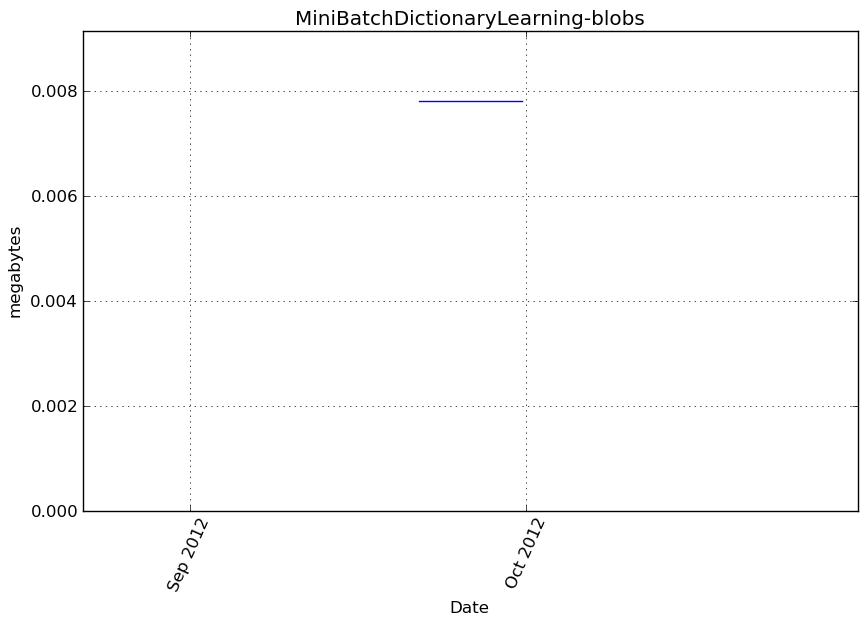 MiniBatchDictionaryLearning-blobs
0.008
0.006
megabytes
0.004
0.002
0.000
Sep 2012
Oct 2012
Date